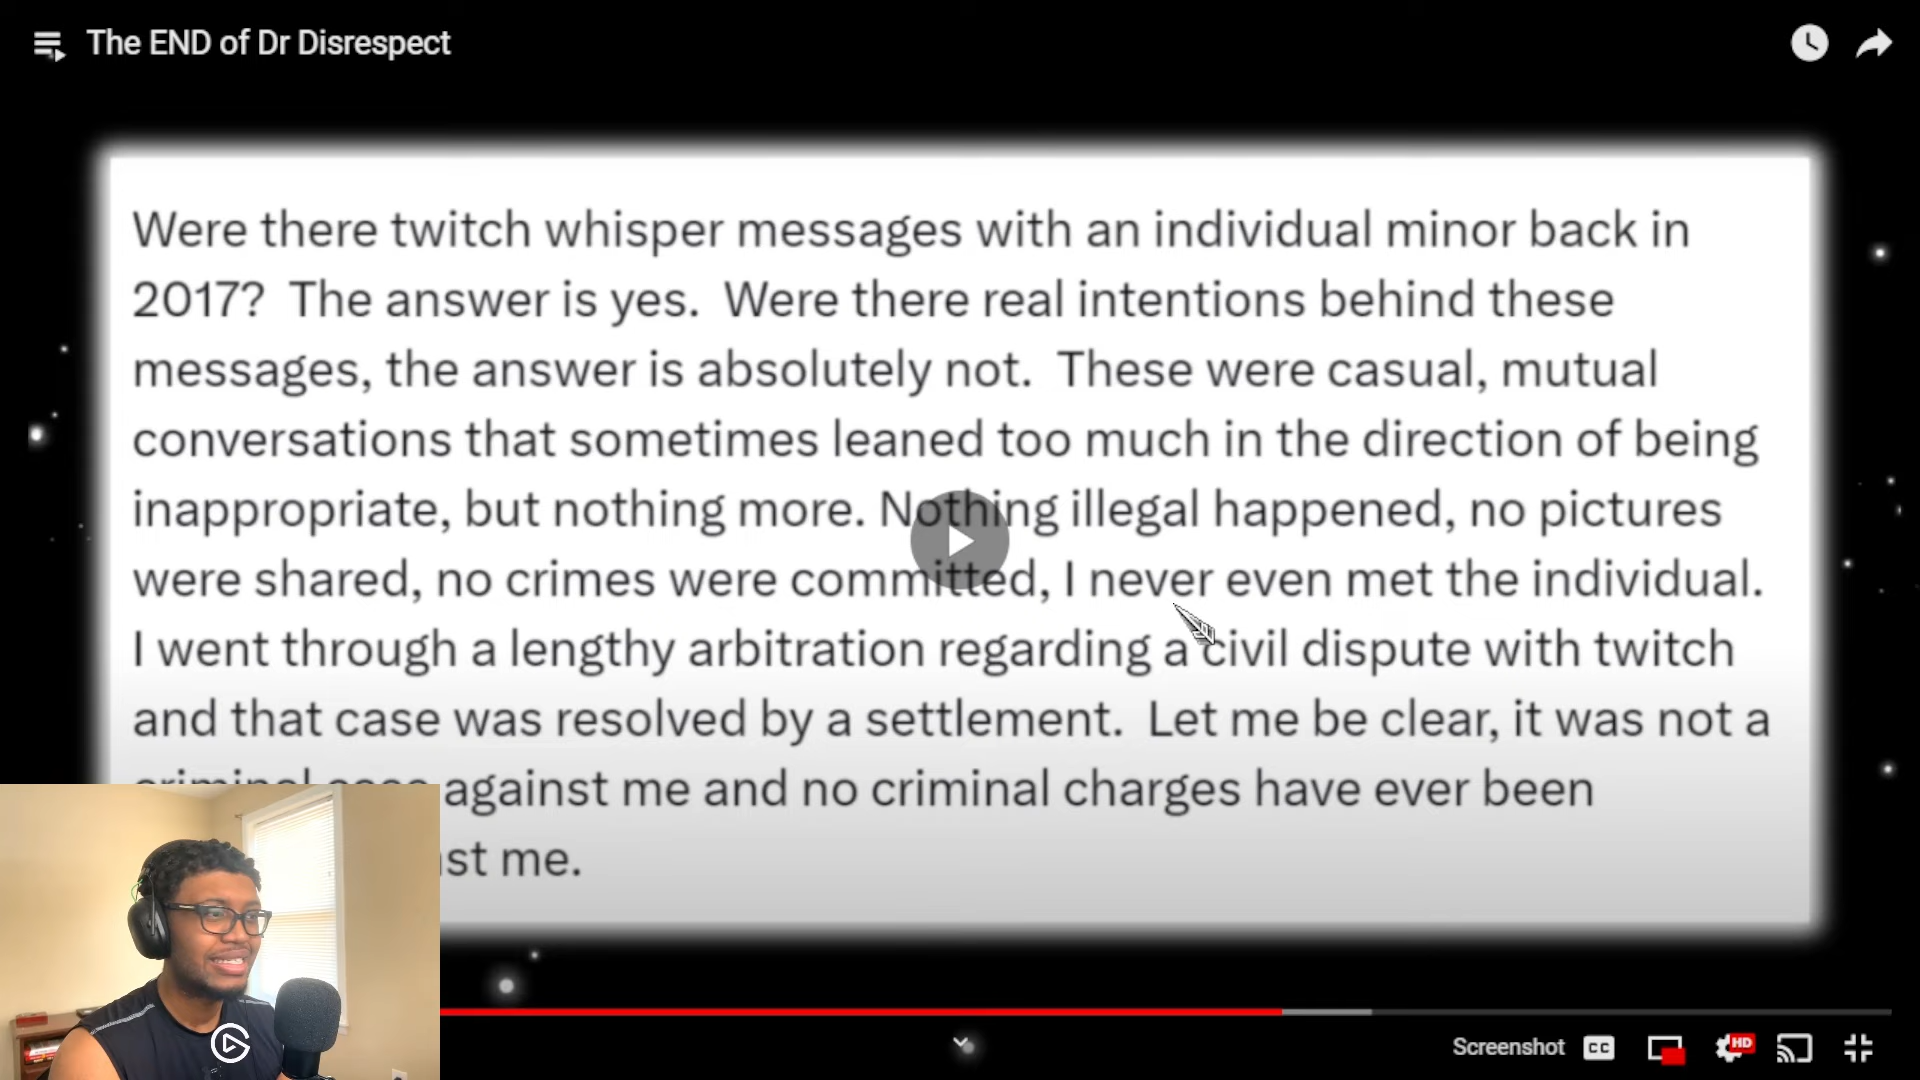 The END of Dr Disrespect
Were there twitch whisper messages with an individual minor back in
2017? The answer is yes. Were there real intentions behind these
messages, the answer is absolutely not. These were casual, mutual
conversations that sometimes leaned too much in the direction of being
inappropriate, but nothing more. Nothing illegal happened, no pictures
were shared, no crimes were committed, I never even met the individual.
I went through a lengthy arbitration regarding a civil dispute with twitch
and that case was resolved by a settlement. Let me be clear, it was not a
criminal case against me and no criminal charges have ever been
me.
Screenshot CC HD